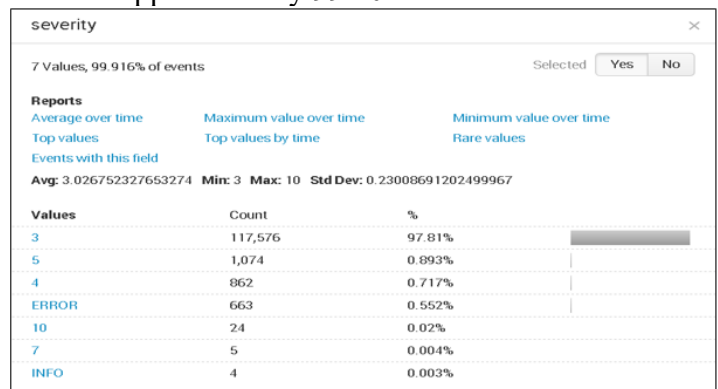 severity ×
7 Values, 99.916% of events Selected Yes No
Reports
Average over time Maximum value over time Minimum value over time
Top values Top values by time Rare values
Events with this field
Avg: 3.026752327653274 Min: 3 Max: 10 Std Dev: 0.23008691202499967
Values Count %
3 117,576 97.81%
5 1,074 0.893%
4 862 0.717%
ERROR 663 0.552%
10 24 0.02%
7 5 0.004%
INFO 4 0.003%